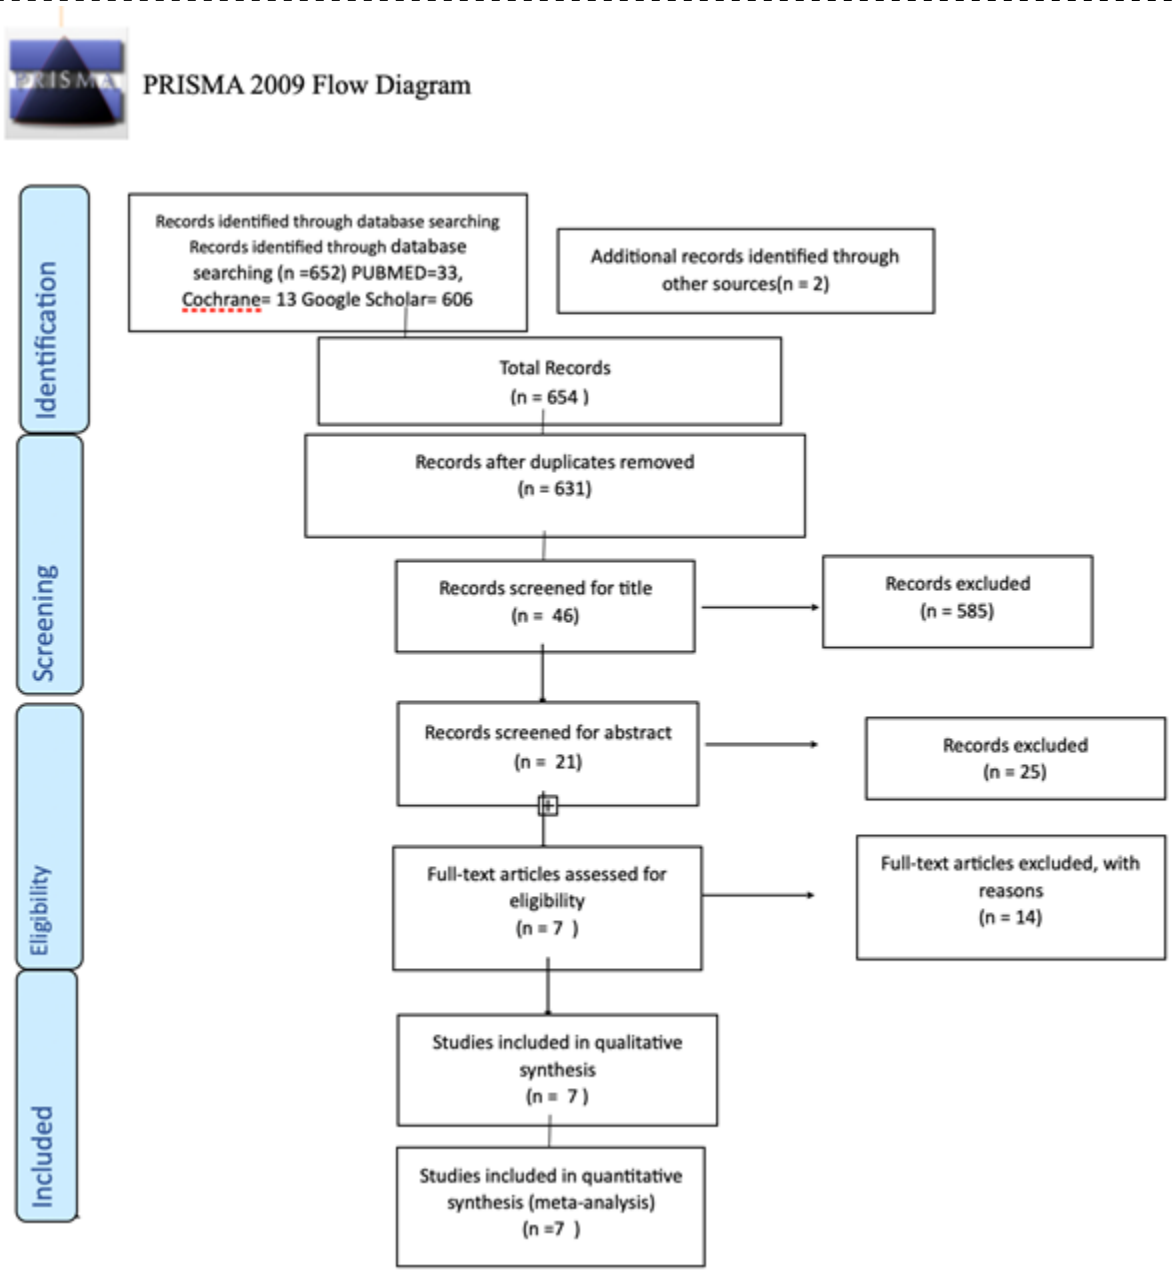 PRISMA
PRISMA 2009 Flow Diagram
Identification
Records identified through database searching
Records identified through database
searching (n =652) PUBMED=33,
Cochrane= 13 Google Scholar= 606
Additional records identified through
other sources(n = 2)
Total Records
(n = 654 )
Screening
Records after duplicates removed
(n = 631)
Records screened for title
(n = 46)
Records excluded
(n = 585)
Eligibility
Records screened for abstract
(n = 21)
Records excluded
(n = 25)
Full-text articles assessed for
eligibility
(n = 7 )
Full-text articles excluded, with
reasons
(n = 14)
Included
Studies included in qualitative
synthesis
(n = 7 )
Studies included in quantitative
synthesis (meta-analysis)
(n =7 )